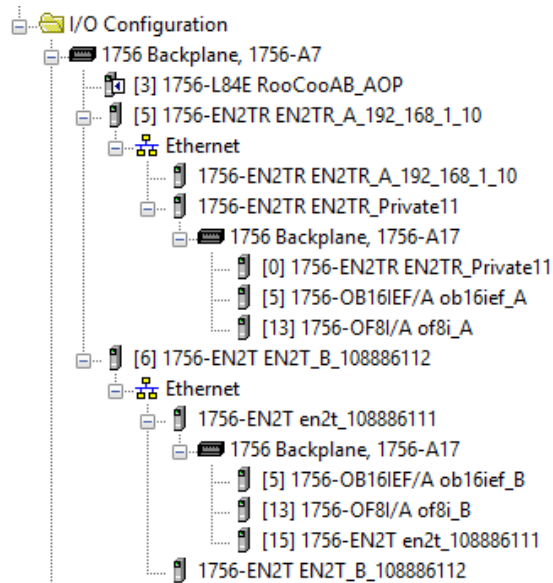 I/O Configuration
1756 Backplane, 1756-A7
[3] 1756-L84E RooCooAB_AOP
[5] 1756-EN2TR EN2TR_A_192_168_1_10
Ethernet
1756-EN2TR EN2TR_A_192_168_1_10
1756-EN2TR EN2TR_Private11
1756 Backplane, 1756-A17
[0] 1756-EN2TR EN2TR_Private11
[5] 1756-OB16IEF/A ob16ief_A
[13] 1756-OF8I/A of8i_A
[6] 1756-EN2T EN2T_B_108886112
Ethernet
1756-EN2T en2t_108886111
1756 Backplane, 1756-A17
[5] 1756-OB16IEF/A ob16ief_B
[13] 1756-OF8I/A of8i_B
[15] 1756-EN2T en2t_108886111
1756-EN2T EN2T_B_108886112